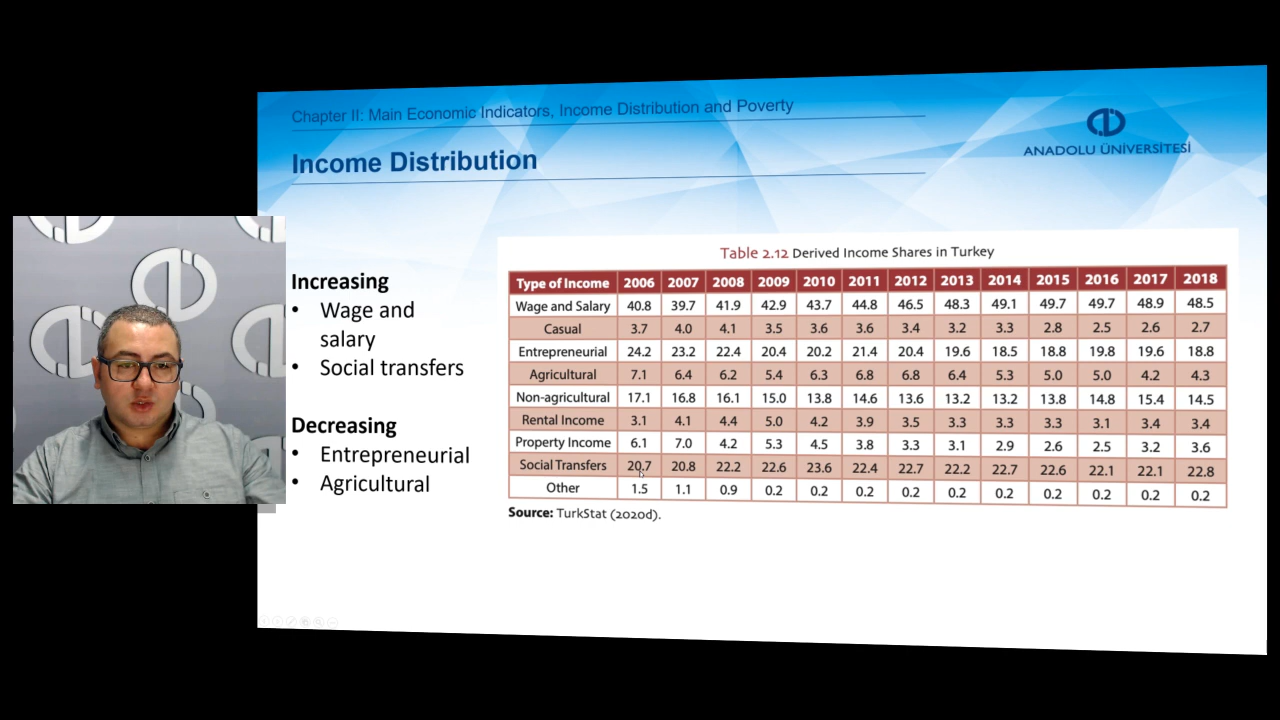 Chapter II: Main Economic Indicators, Income Distribution and Poverty
Income Distribution
ANADOLU ÜNİVERSİTESİ
Increasing
• Wage and
salary
• Social transfers
Decreasing
• Entrepreneurial
• Agricultural
Table 2.12 Derived Income Shares in Turkey
Type of Income 2006 2007 2008 2009 2010 2011 2012 2013 2014 2015 2016 2017 2018
Wage and Salary 40.8 39.7 41.9 42.9 43.7 44.8 46.5 48.3 49.1 49.7 49.7 48.9 48.5
Casual 3.7 4.0 4.1 3.5 3.6 3.6 3.4 3.2 3.3 2.8 2.5 2.6 2.7
Entrepreneurial 24.2 23.2 22.4 20.4 20.2 21.4 20.4 19.6 18.5 18.8 19.8 19.6 18.8
Agricultural 7.1 6.4 6.2 5.4 6.3 6.8 6.8 6.4 5.3 5.0 5.0 4.2 4.3
Non-agricultural 17.1 16.8 16.1 15.0 13.8 14.6 13.6 13.2 13.2 13.8 14.8 15.4 14.5
Rental Income 3.1 4.1 4.4 5.0 4.2 3.9 3.5 3.3 3.3 3.3 3.1 3.4 3.4
Property Income 6.1 7.0 4.2 5.3 4.5 3.8 3.3 3.1 2.9 2.6 2.5 3.2 3.6
Social Transfers 20.7 20.8 22.2 22.6 23.6 22.4 22.7 22.2 22.7 22.6 22.1 22.1 22.8
Other 1.5 1.1 0.9 0.2 0.2 0.2 0.2 0.2 0.2 0.2 0.2 0.2 0.2
Source: TurkStat (2020d).